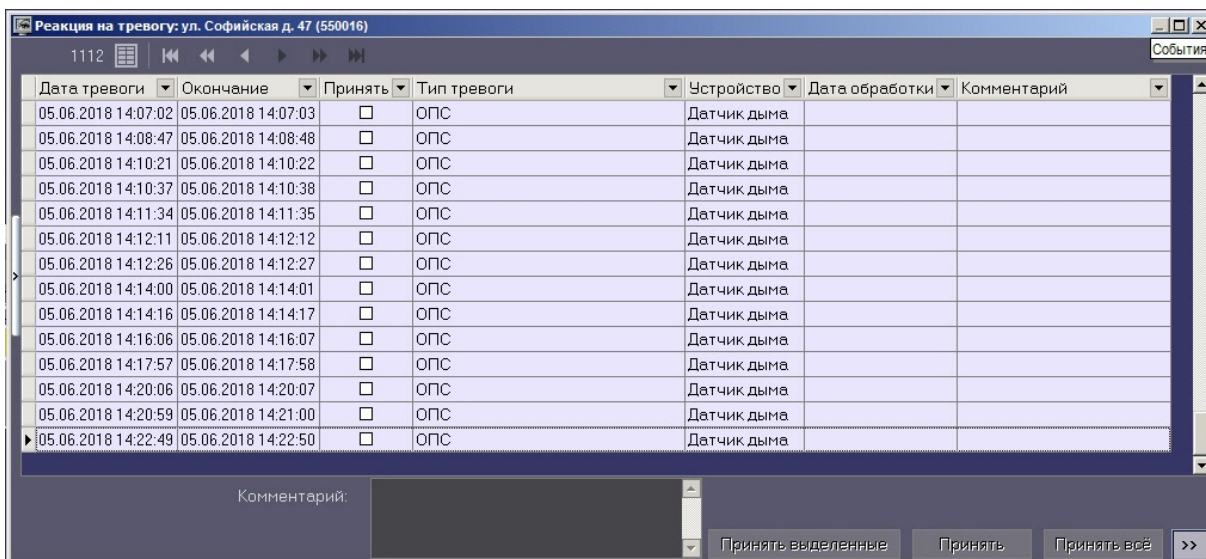 Реакция на тревогу: ул. Софийская д. 47 (550016)
События
1112
Дата тревоги Окончание Принять Тип тревоги Устройство Дата обработки Комментарий
05.06.2018 14:07:02 05.06.2018 14:07:03 ОПС Датчик дыма
05.06.2018 14:08:47 05.06.2018 14:08:48 ОПС Датчик дыма
05.06.2018 14:10:21 05.06.2018 14:10:22 ОПС Датчик дыма
05.06.2018 14:10:37 05.06.2018 14:10:38 ОПС Датчик дыма
05.06.2018 14:11:34 05.06.2018 14:11:35 ОПС Датчик дыма
05.06.2018 14:12:11 05.06.2018 14:12:12 ОПС Датчик дыма
05.06.2018 14:12:26 05.06.2018 14:12:27 ОПС Датчик дыма
05.06.2018 14:14:00 05.06.2018 14:14:01 ОПС Датчик дыма
05.06.2018 14:14:16 05.06.2018 14:14:17 ОПС Датчик дыма
05.06.2018 14:16:06 05.06.2018 14:16:07 ОПС Датчик дыма
05.06.2018 14:17:57 05.06.2018 14:17:58 ОПС Датчик дыма
05.06.2018 14:20:06 05.06.2018 14:20:07 ОПС Датчик дыма
05.06.2018 14:20:59 05.06.2018 14:21:00 ОПС Датчик дыма
05.06.2018 14:22:49 05.06.2018 14:22:50 ОПС Датчик дыма
Комментарий:
Принять выделенные Принять Принять всё >>